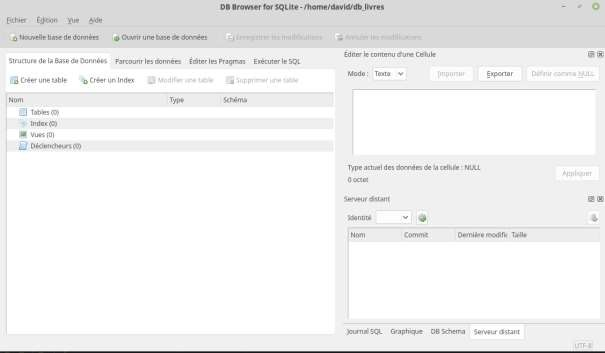 DB Browser for SQLite - /home/david/db_livres
Fichier Édition Vue Aide
Nouvelle base de données Ouvrir une base de données Enregistrer les modifications Annuler les modifications
Structure de la Base de Données Parcourir les données Éditer les Pragmas Exécuter le SQL
Créer une table Créer un Index Modifier une table Supprimer une table
Nom Type Schéma
Tables (0)
Index (0)
Vues (0)
Déclencheurs (0)
Éditer le contenu d'une Cellule
Mode : Texte Importer Exporter Définir comme NULL
Type actuel des données de la cellule : NULL
0 octet
Appliquer
Serveur distant
Identité
Nom Commit Dernière modific Taille
Journal SQL Graphique DB Schema Serveur distant
UTF-8